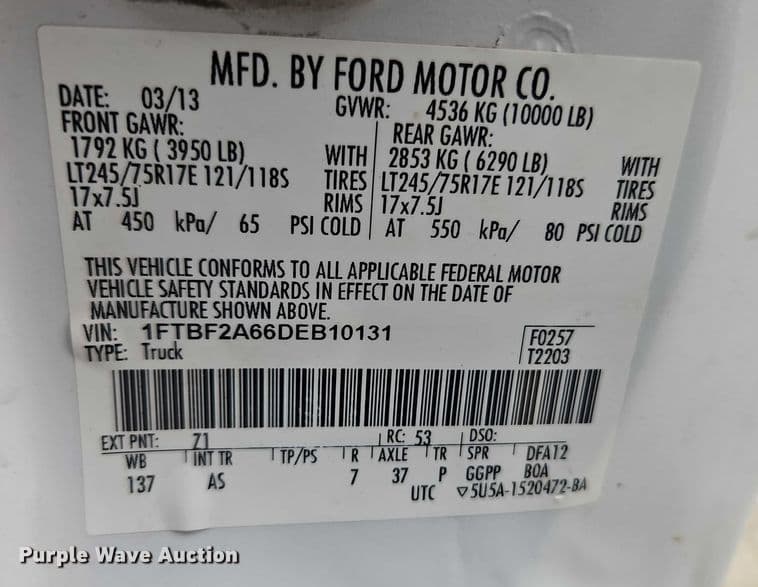 MFD. BY FORD MOTOR CO.
DATE: 03/13 GVWR: 4536 KG (10000 LB)
FRONT GAWR: REAR GAWR:
1792 KG ( 3950 LB) WITH 2853 KG ( 6290 LB) WITH
LT245/75R17E 121/118S TIRES LT245/75R17E 121/118S TIRES
17x7.5J RIMS 17x7.5J RIMS
AT 450 kPa/ 65 PSI COLD AT 550 kPa/ 80 PSI COLD
THIS VEHICLE CONFORMS TO ALL APPLICABLE FEDERAL MOTOR
VEHICLE SAFETY STANDARDS IN EFFECT ON THE DATE OF
MANUFACTURE SHOWN ABOVE.
VIN: 1FTBF2A66DEB10131 F0257
TYPE: Truck T2203
EXT PNT: Z1 RC: 53 DSO:
WB INT TR TP/PS R AXLE TR SPR DFA12
137 AS 7 37 P GGPP BOA
UTC ▽5U5A-1520472-BA
Purple Wave Auction